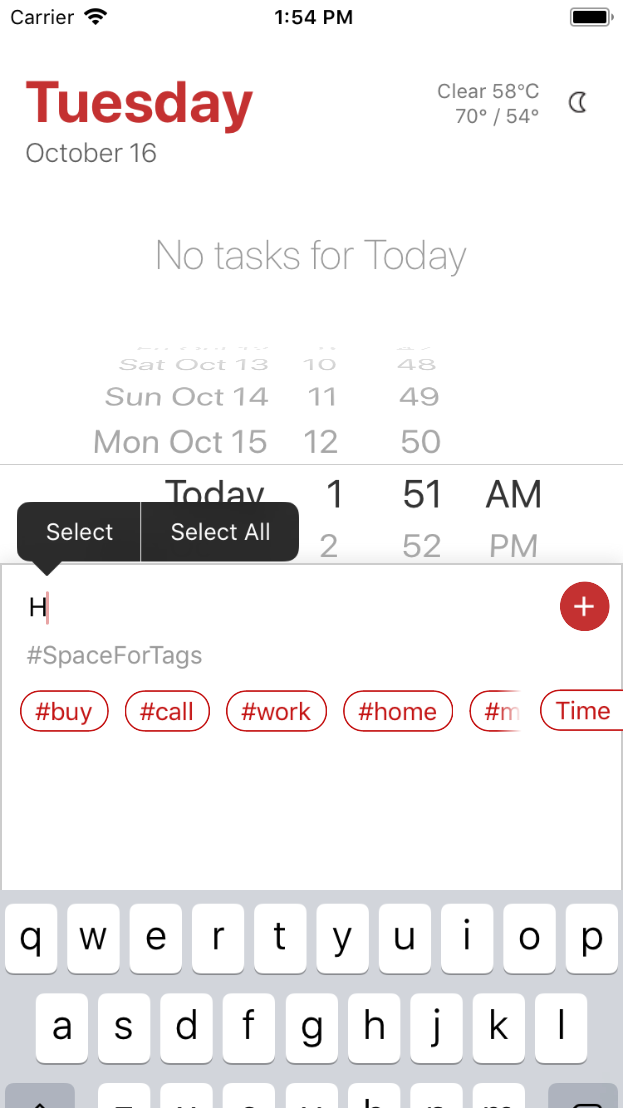 Carrier 1:54 PM
Tuesday
Clear 58°C
70° / 54°
October 16
No tasks for Today
Sat Oct 13 10 48
Sun Oct 14 11 49
Mon Oct 15 12 50
Today 1 51 AM
2 52 PM
Select Select All
H
#SpaceForTags
#buy #call #work #home #m Time
q w e r t y u i o p
a s d f g h j k l